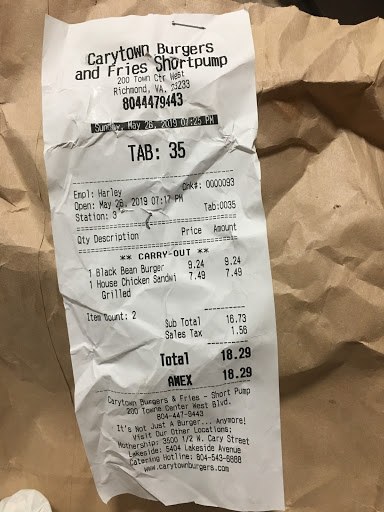 Carytown Burgers
and Fries Shortpump
200 Town Ctr West
Richmond, VA. 23233
8044479443
Sunday, May 26, 2019 07:25 PM
TAB: 35
Empl: Harley Chk#: 0000093
Open: May 26, 2019 07:17 PM
Station: 3 Tab:0035
Qty Description Price Amount
** CARRY-OUT **
1 Black Bean Burger 9.24 9.24
1 House Chicken Sandwi 7.49 7.49
Grilled
Item Count: 2
Sub Total 16.73
Sales Tax 1.56
Total 18.29
AMEX 18.29
Carytown Burgers & Fries - Short Pump
200 Towne Center West Blvd.
804-447-9443
It's Not Just A Burger... Anymore!
Visit Our Other Locations:
Mothership: 3500 1/2 W. Cary Street
Lakeside: 5404 Lakeside Avenue
Catering Hotline: 804-543-8888
www.carytownburgers.com